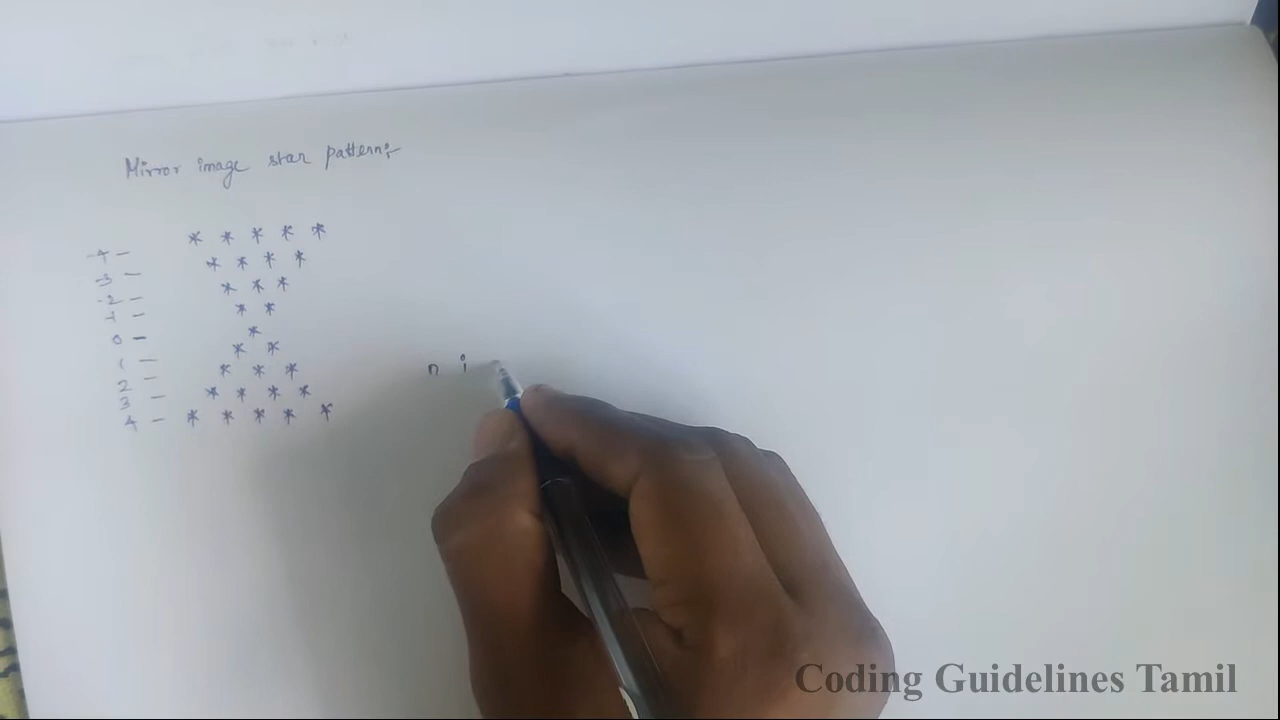 Mirror image star pattern:-
-4 - * * * * *
-3 - * * * *
-2 - * * *
-1 - * *
0 - *
1 - * *
2 - * * *
3 - * * * *
4 - * * * * *
n i
Coding Guidelines Tamil